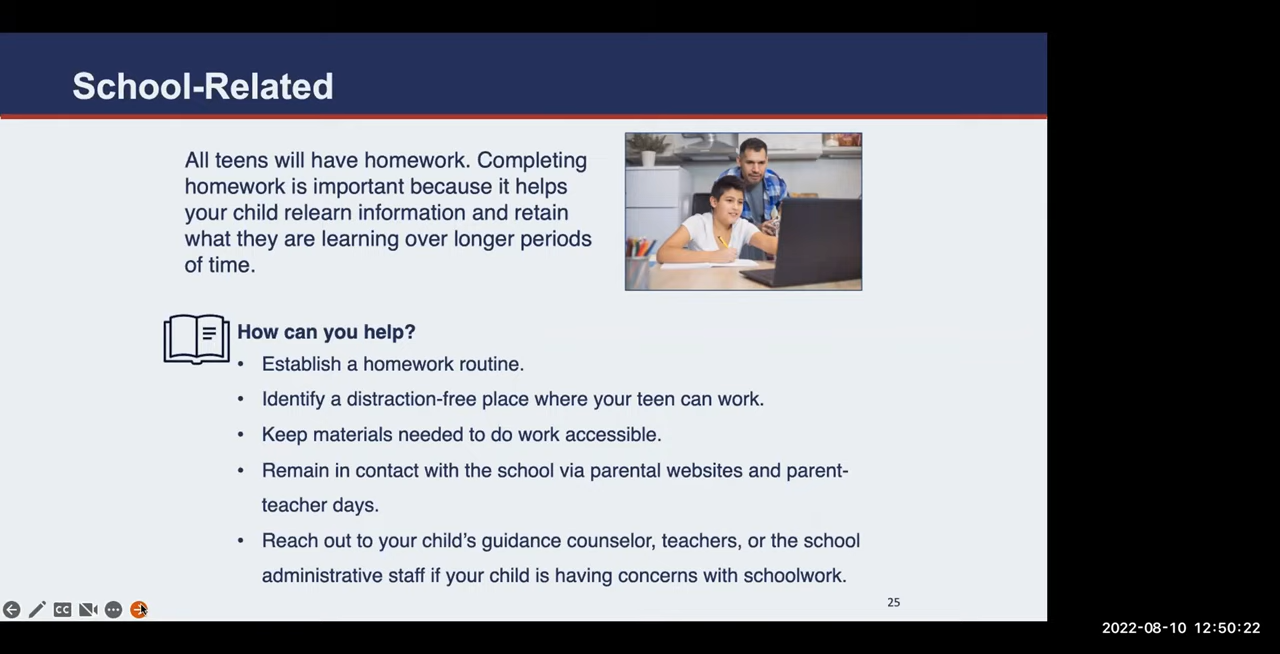 School-Related
All teens will have homework. Completing
homework is important because it helps
your child relearn information and retain
what they are learning over longer periods
of time.
How can you help?
• Establish a homework routine.
• Identify a distraction-free place where your teen can work.
• Keep materials needed to do work accessible.
• Remain in contact with the school via parental websites and parent-
teacher days.
• Reach out to your child’s guidance counselor, teachers, or the school
administrative staff if your child is having concerns with schoolwork.
CC
25
2022-08-10 12:50:22